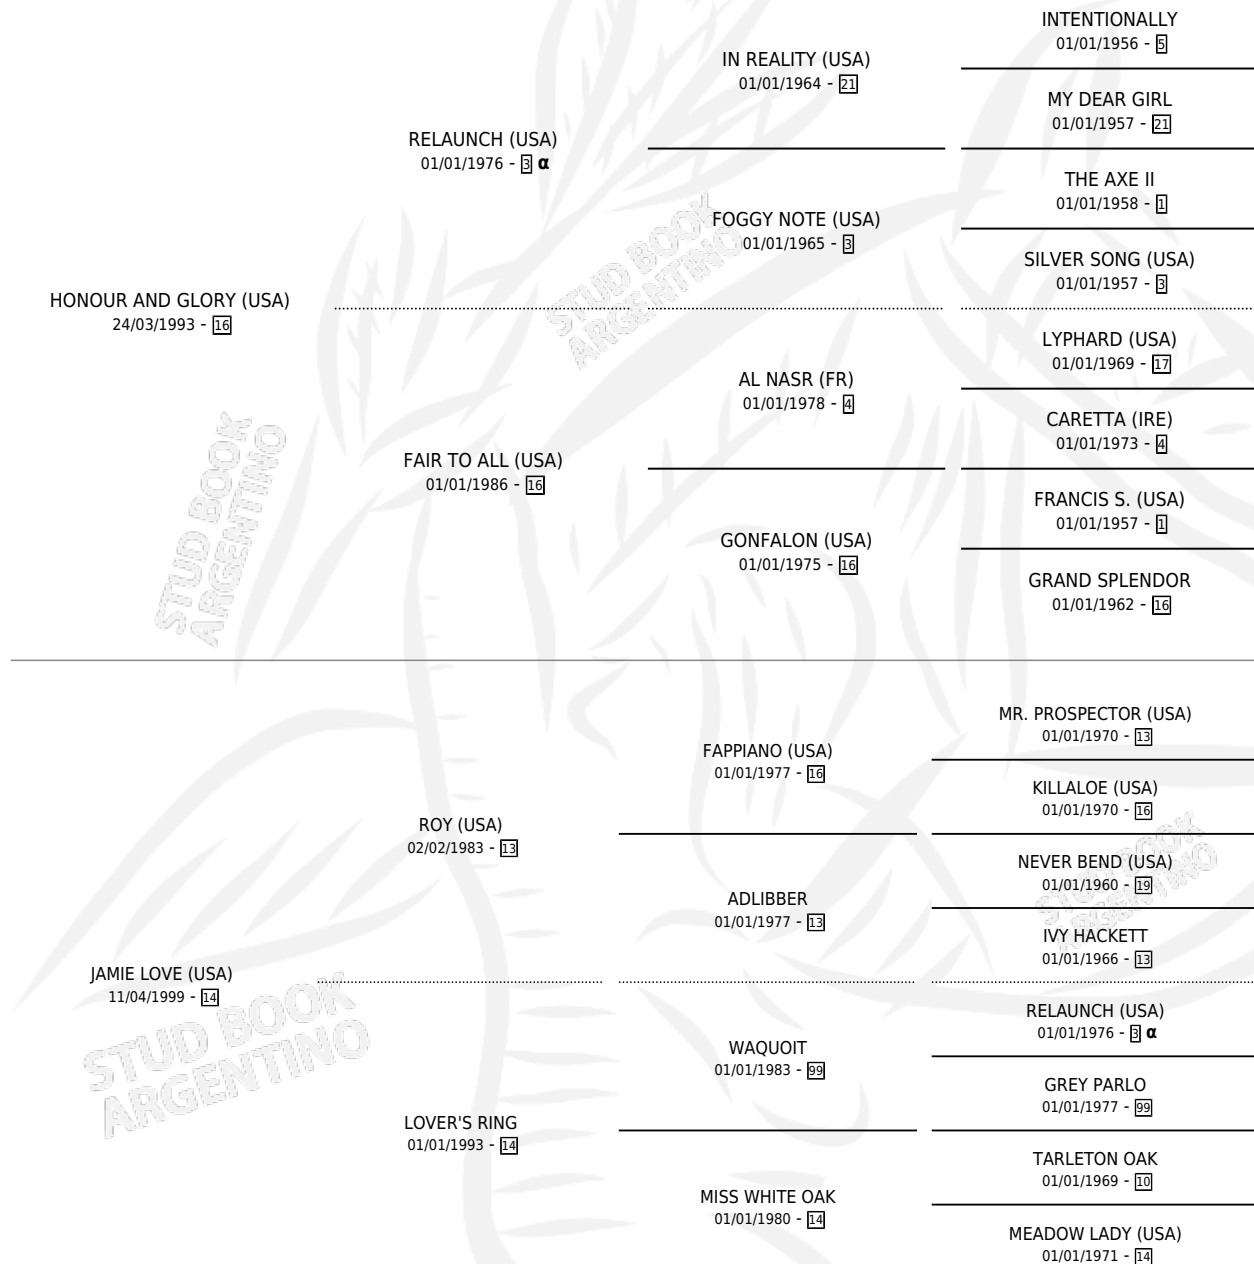 INTENTIONALLY
01/01/1956 - 5
IN REALITY (USA)
01/01/1964 - 21
MY DEAR GIRL
01/01/1957 - 21
RELAUNCH (USA)
01/01/1976 - 3 α
THE AXE II
01/01/1958 - 1
FOGGY NOTE (USA)
01/01/1965 - 3
SILVER SONG (USA)
01/01/1957 - 3
HONOUR AND GLORY (USA)
24/03/1993 - 16
LYPHARD (USA)
01/01/1969 - 17
AL NASR (FR)
01/01/1978 - 4
CARETTA (IRE)
01/01/1973 - 4
FAIR TO ALL (USA)
01/01/1986 - 16
FRANCIS S. (USA)
01/01/1957 - 1
GONFALON (USA)
01/01/1975 - 16
GRAND SPLENDOR
01/01/1962 - 16
MR. PROSPECTOR (USA)
01/01/1970 - 13
FAPPIANO (USA)
01/01/1977 - 16
KILLALOE (USA)
01/01/1970 - 16
ROY (USA)
02/02/1983 - 13
NEVER BEND (USA)
01/01/1960 - 19
ADLIBBER
01/01/1977 - 13
IVY HACKETT
01/01/1966 - 13
JAMIE LOVE (USA)
11/04/1999 - 14
RELAUNCH (USA)
01/01/1976 - 3 α
WAQUOIT
01/01/1983 - 99
GREY PARLO
01/01/1977 - 99
LOVER'S RING
01/01/1993 - 14
TARLETON OAK
01/01/1969 - 10
MISS WHITE OAK
01/01/1980 - 14
MEADOW LADY (USA)
01/01/1971 - 14
STUD BOOK
ARGENTINO
STUD BOOK
ARGENTINO
STUD BOOK
ARGENTINO
STUD BOOK
ARGENTINO